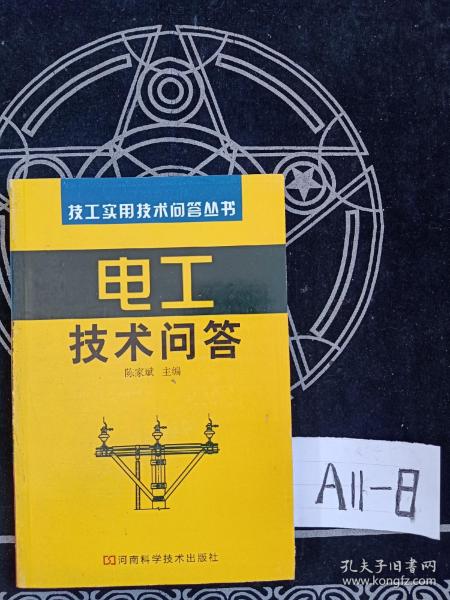 技工实用技术问答丛书
电工
技术问答
陈家斌 主编
河南科学技术出版社
A11-8
孔夫子旧书网
www.kongfz.com